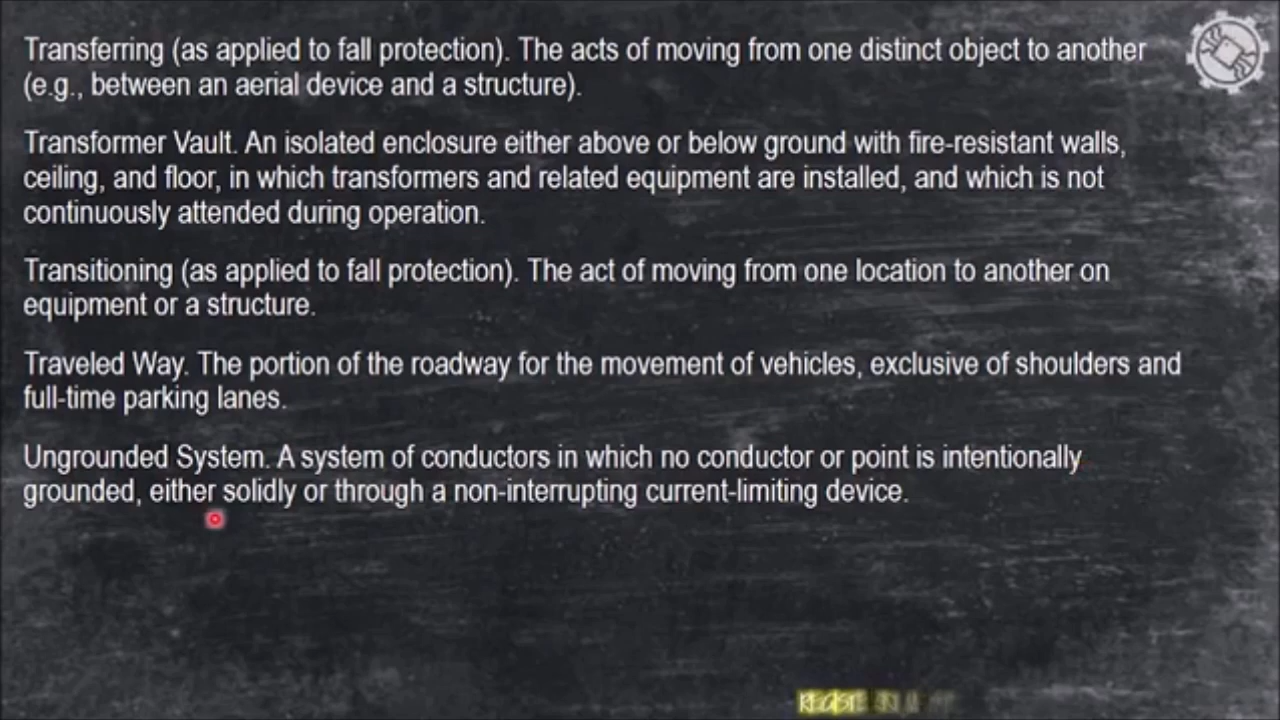 Transferring (as applied to fall protection). The acts of moving from one distinct object to another
(e.g., between an aerial device and a structure).
Transformer Vault. An isolated enclosure either above or below ground with fire-resistant walls,
ceiling, and floor, in which transformers and related equipment are installed, and which is not
continuously attended during operation.
Transitioning (as applied to fall protection). The act of moving from one location to another on
equipment or a structure.
Traveled Way. The portion of the roadway for the movement of vehicles, exclusive of shoulders and
full-time parking lanes.
Ungrounded System. A system of conductors in which no conductor or point is intentionally
grounded, either solidly or through a non-interrupting current-limiting device.